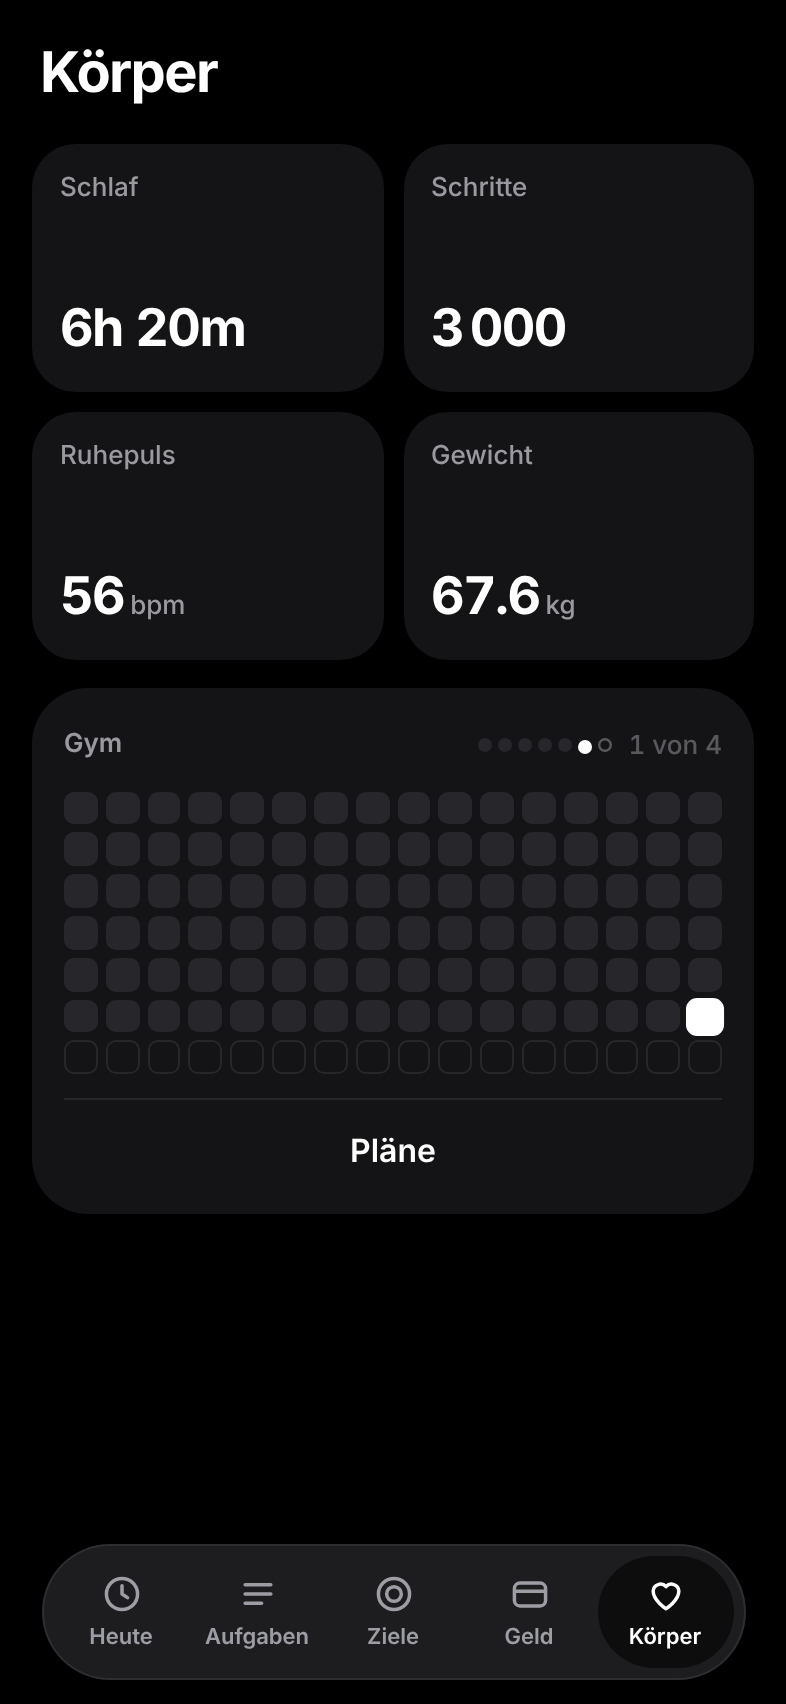 Körper
Schlaf
6h 20m
Schritte
3 000
Ruhepuls
56 bpm
Gewicht
67.6 kg
Gym
1 von 4
Pläne
Heute
Aufgaben
Ziele
Geld
Körper